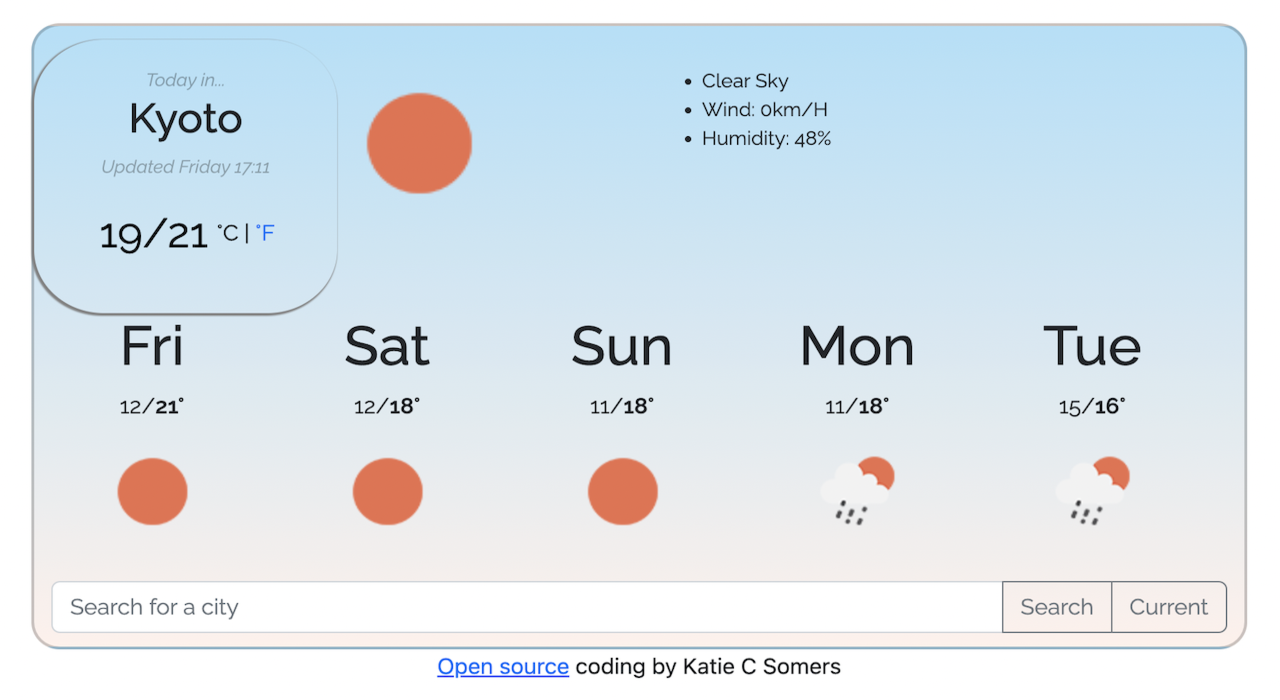 Today in...
Kyoto
Updated Friday 17:11
19/21 °C | °F
• Clear Sky
• Wind: 0km/H
• Humidity: 48%
Fri Sat Sun Mon Tue
12/21° 12/18° 11/18° 11/18° 15/16°
Search for a city Search Current
Open source coding by Katie C Somers